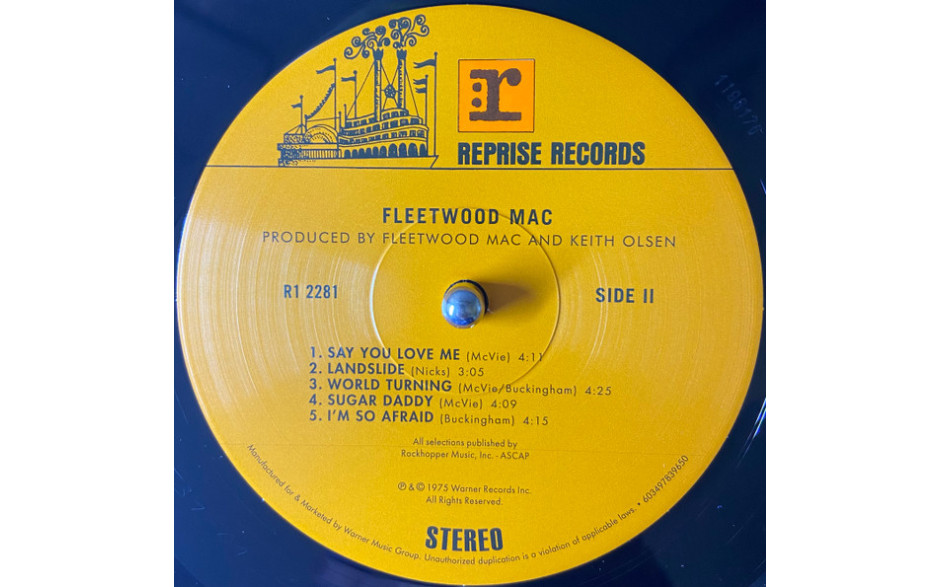 r
REPRISE RECORDS
FLEETWOOD MAC
PRODUCED BY FLEETWOOD MAC AND KEITH OLSEN
R1 2281
SIDE II
1. SAY YOU LOVE ME (McVie) 4:11
2. LANDSLIDE (Nicks) 3:05
3. WORLD TURNING (McVie/Buckingham) 4:25
4. SUGAR DADDY (McVie) 4:09
5. I'M SO AFRAID (Buckingham) 4:15
All selections published by
Rockhopper Music, Inc. - ASCAP
℗ & © 1975 Warner Records Inc.
All Rights Reserved.
STEREO
Manufactured for & Marketed by Warner Music Group. Unauthorized duplication is a violation of applicable laws. • 603497839650